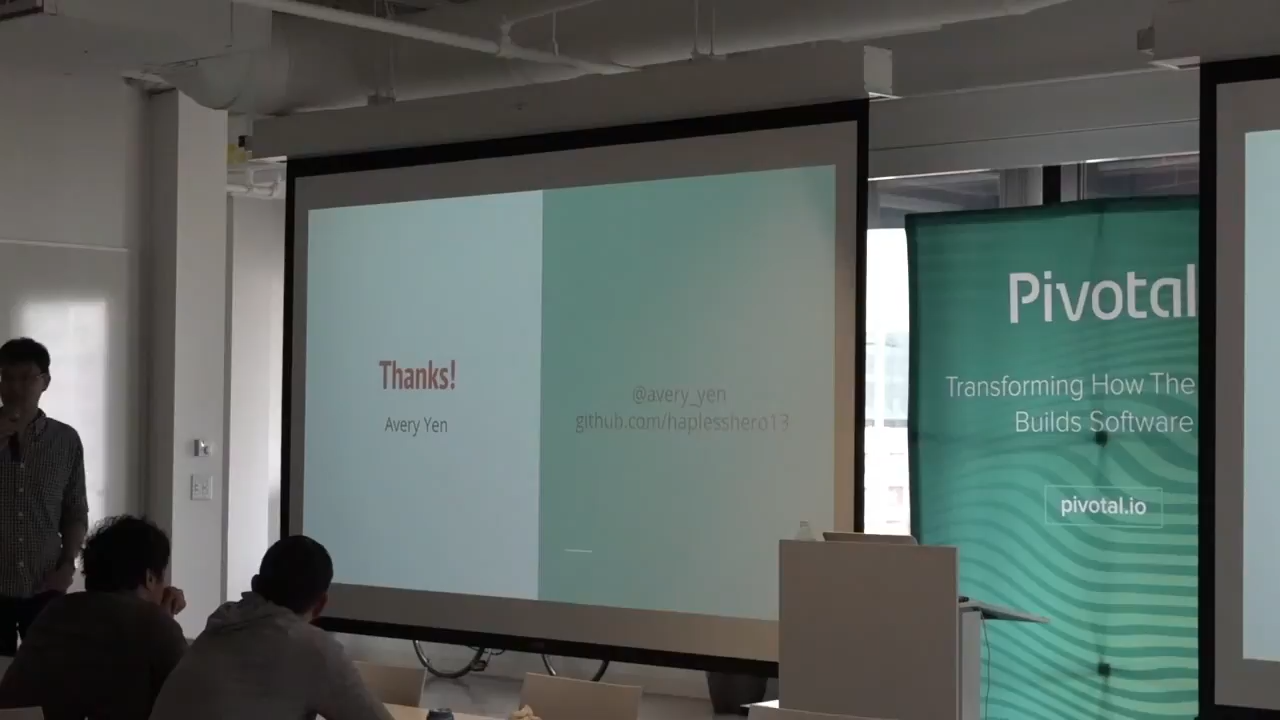 Thanks!
Avery Yen
@avery_yen
github.com/haplesshero13
Pivotal
Transforming How The
Builds Software
pivotal.io